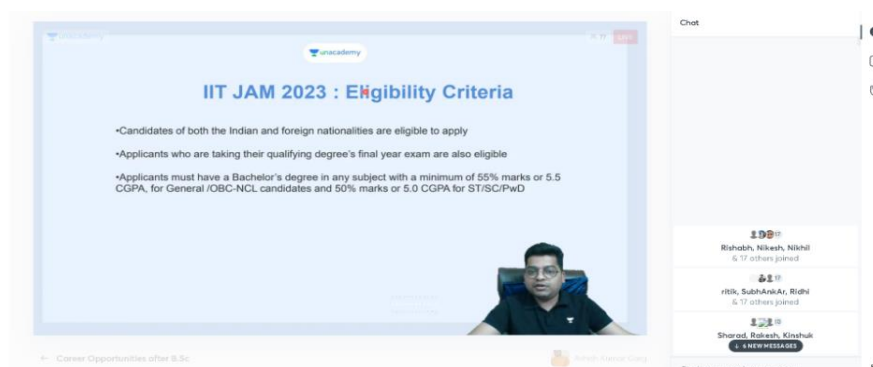 Chat
unacademy
unacademy
LIVE
IIT JAM 2023 : Eligibility Criteria
•Candidates of both the Indian and foreign nationalities are eligible to apply
•Applicants who are taking their qualifying degree's final year exam are also eligible
•Applicants must have a Bachelor's degree in any subject with a minimum of 55% marks or 5.5
CGPA, for General /OBC-NCL candidates and 50% marks or 5.0 CGPA for ST/SC/PwD
Rishabh, Nikesh, Nikhil
& 17 others joined
ritik, SubhAnkAr, Ridhi
& 17 others joined
Sharad, Rakesh, Kinshuk
↓ 6 NEW MESSAGES
← Career Opportunities after B.Sc